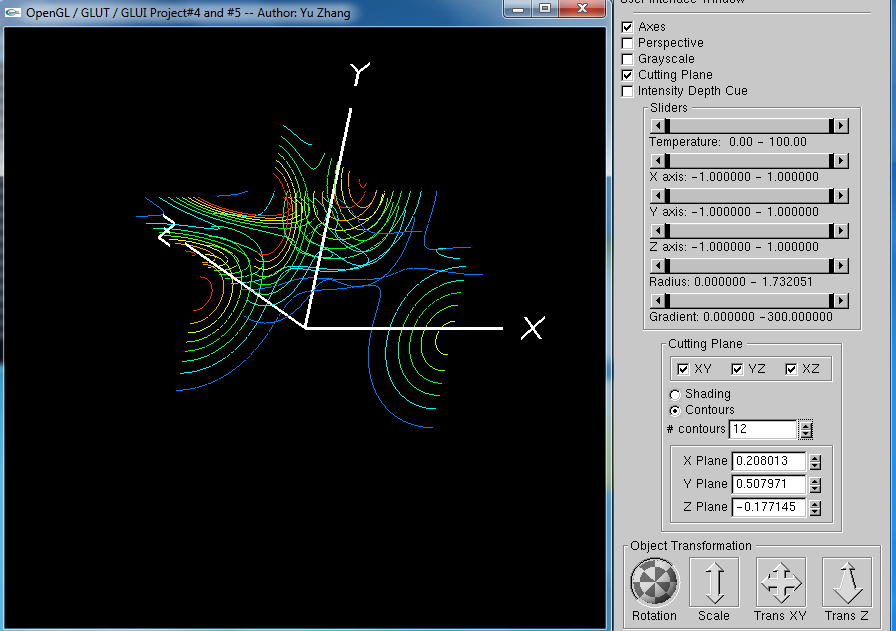 OpenGL / GLUT / GLUI Project#4 and #5 -- Author: Yu Zhang
User Interface Window
Axes
Perspective
Grayscale
Cutting Plane
Intensity Depth Cue
Sliders
Temperature: 0.00 - 100.00
X axis: -1.000000 - 1.000000
Y axis: -1.000000 - 1.000000
Z axis: -1.000000 - 1.000000
Radius: 0.000000 - 1.732051
Gradient: 0.000000 -300.000000
Cutting Plane
XY YZ XZ
Shading
Contours
# contours 12
X Plane 0.208013
Y Plane 0.507971
Z Plane -0.177145
Object Transformation
Rotation Scale Trans XY Trans Z
Y
X